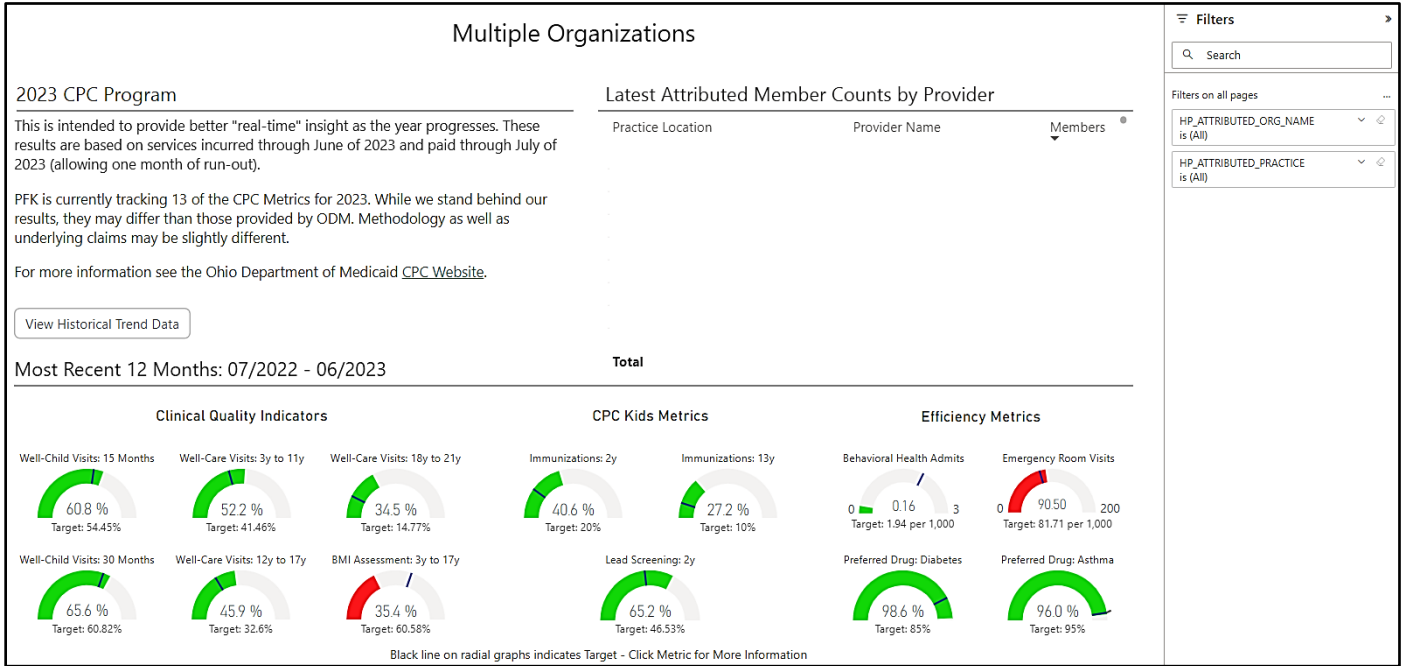 Multiple Organizations
2023 CPC Program
This is intended to provide better "real-time" insight as the year progresses. These
results are based on services incurred through June of 2023 and paid through July of
2023 (allowing one month of run-out).
PFK is currently tracking 13 of the CPC Metrics for 2023. While we stand behind our
results, they may differ than those provided by ODM. Methodology as well as
underlying claims may be slightly different.
For more information see the Ohio Department of Medicaid CPC Website.
View Historical Trend Data
Latest Attributed Member Counts by Provider
Practice Location Provider Name Members
Total
Most Recent 12 Months: 07/2022 - 06/2023
Clinical Quality Indicators
Well-Child Visits: 15 Months
60.8 %
Target: 54.45%
Well-Care Visits: 3y to 11y
52.2 %
Target: 41.46%
Well-Care Visits: 18y to 21y
34.5 %
Target: 14.77%
Well-Child Visits: 30 Months
65.6 %
Target: 60.82%
Well-Care Visits: 12y to 17y
45.9 %
Target: 32.6%
BMI Assessment: 3y to 17y
35.4 %
Target: 60.58%
CPC Kids Metrics
Immunizations: 2y
40.6 %
Target: 20%
Immunizations: 13y
27.2 %
Target: 10%
Lead Screening: 2y
65.2 %
Target: 46.53%
Efficiency Metrics
Behavioral Health Admits
0 0.16 3
Target: 1.94 per 1,000
Emergency Room Visits
0 90.50 200
Target: 81.71 per 1,000
Preferred Drug: Diabetes
98.6 %
Target: 85%
Preferred Drug: Asthma
96.0 %
Target: 95%
Black line on radial graphs indicates Target - Click Metric for More Information
Filters
Search
Filters on all pages
HP_ATTRIBUTED_ORG_NAME
is (All)
HP_ATTRIBUTED_PRACTICE
is (All)